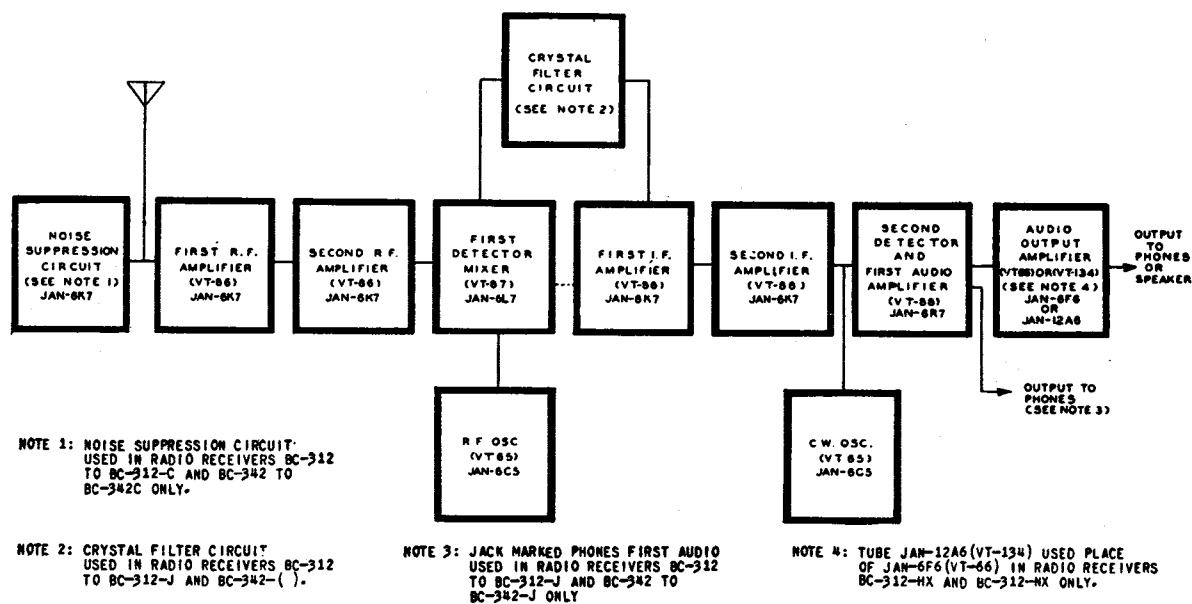 CRYSTAL
FILTER
CIRCUIT
(SEE NOTE 2)
NOISE
SUPPRESSION
CIRCUIT
(SEE NOTE 1)
JAN-6K7
FIRST R.F.
AMPLIFIER
(VT-86)
JAN-6K7
SECOND R.F.
AMPLIFIER
(VT-86)
JAN-6K7
FIRST
DETECTOR
MIXER
(VT-87)
JAN-6L7
FIRST I.F.
AMPLIFIER
(VT-86)
JAN-6K7
SECOND I.F.
AMPLIFIER
(VT-86)
JAN-6K7
SECOND
DETECTOR
AND
FIRST AUDIO
AMPLIFIER
(VT-88)
JAN-6R7
AUDIO
OUTPUT
AMPLIFIER
(VT66)OR(VT-134)
(SEE NOTE 4)
JAN-6F6
OR
JAN-12A6
OUTPUT
TO
PHONES
OR
SPEAKER
OUTPUT TO
PHONES
(SEE NOTE 3)
R F OSC
(VT65)
JAN-6C5
C.W. OSC.
(VT 65)
JAN-6C5
NOTE 1: NOISE SUPPRESSION CIRCUIT
USED IN RADIO RECEIVERS BC-312
TO BC-312-C AND BC-342 TO
BC-342C ONLY.
NOTE 2: CRYSTAL FILTER CIRCUIT
USED IN RADIO RECEIVERS BC-312
TO BC-312-J AND BC-342-( ).
NOTE 3: JACK MARKED PHONES FIRST AUDIO
USED IN RADIO RECEIVERS BC-312
TO BC-312-J AND BC-342 TO
BC-342-J ONLY
NOTE 4: TUBE JAN-12A6(VT-134) USED PLACE
OF JAN-6F6(VT-66) IN RADIO RECEIVERS
BC-312-HX AND BC-312-NX ONLY.